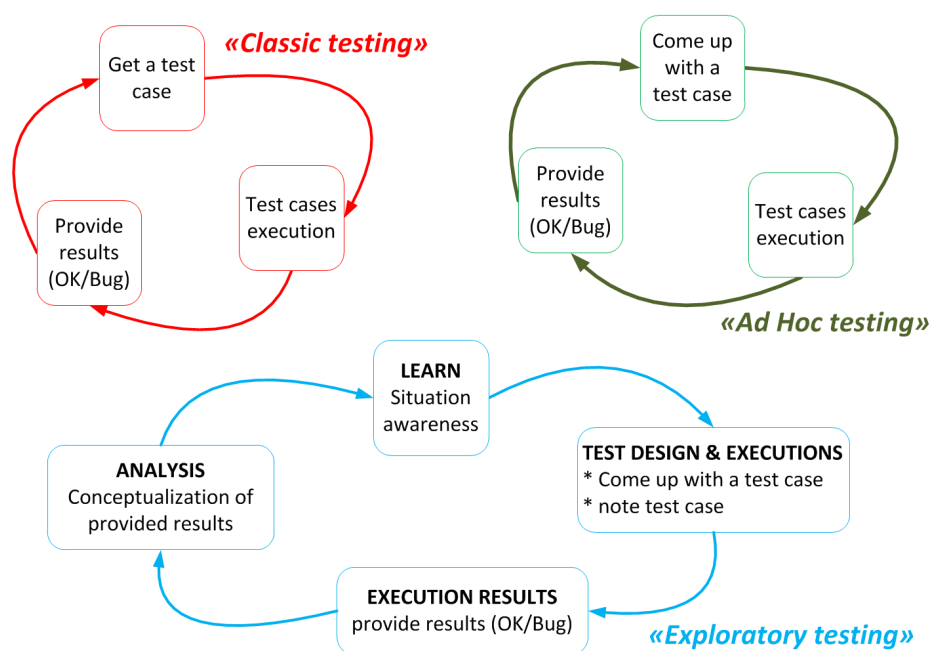 «Classic testing»
Get a test
case
Test cases
execution
Provide
results
(OK/Bug)
Come up
with a
test case
Test cases
execution
Provide
results
(OK/Bug)
«Ad Hoc testing»
LEARN
Situation
awareness
TEST DESIGN & EXECUTIONS
* Come up with a test case
* note test case
EXECUTION RESULTS
provide results (OK/Bug)
ANALYSIS
Conceptualization of
provided results
«Exploratory testing»